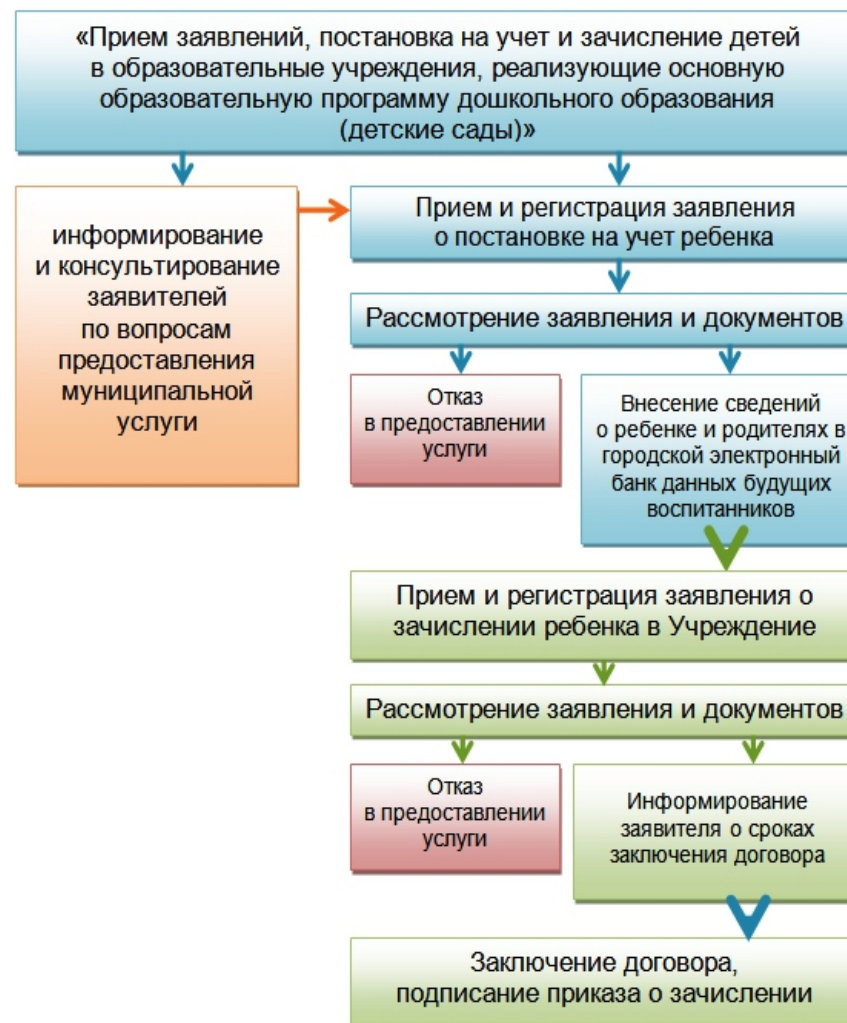 «Прием заявлений, постановка на учет и зачисление детей
в образовательные учреждения, реализующие основную
образовательную программу дошкольного образования
(детские сады)»
информирование
и консультирование
заявителей
по вопросам
предоставления
муниципальной
услуги
Прием и регистрация заявления
о постановке на учет ребенка
Рассмотрение заявления и документов
Отказ
в предоставлении
услуги
Внесение сведений
о ребенке и родителях в
городской электронный
банк данных будущих
воспитанников
Прием и регистрация заявления о
зачислении ребенка в Учреждение
Рассмотрение заявления и документов
Отказ
в предоставлении
услуги
Информирование
заявителя о сроках
заключения договора
Заключение договора,
подписание приказа о зачислении